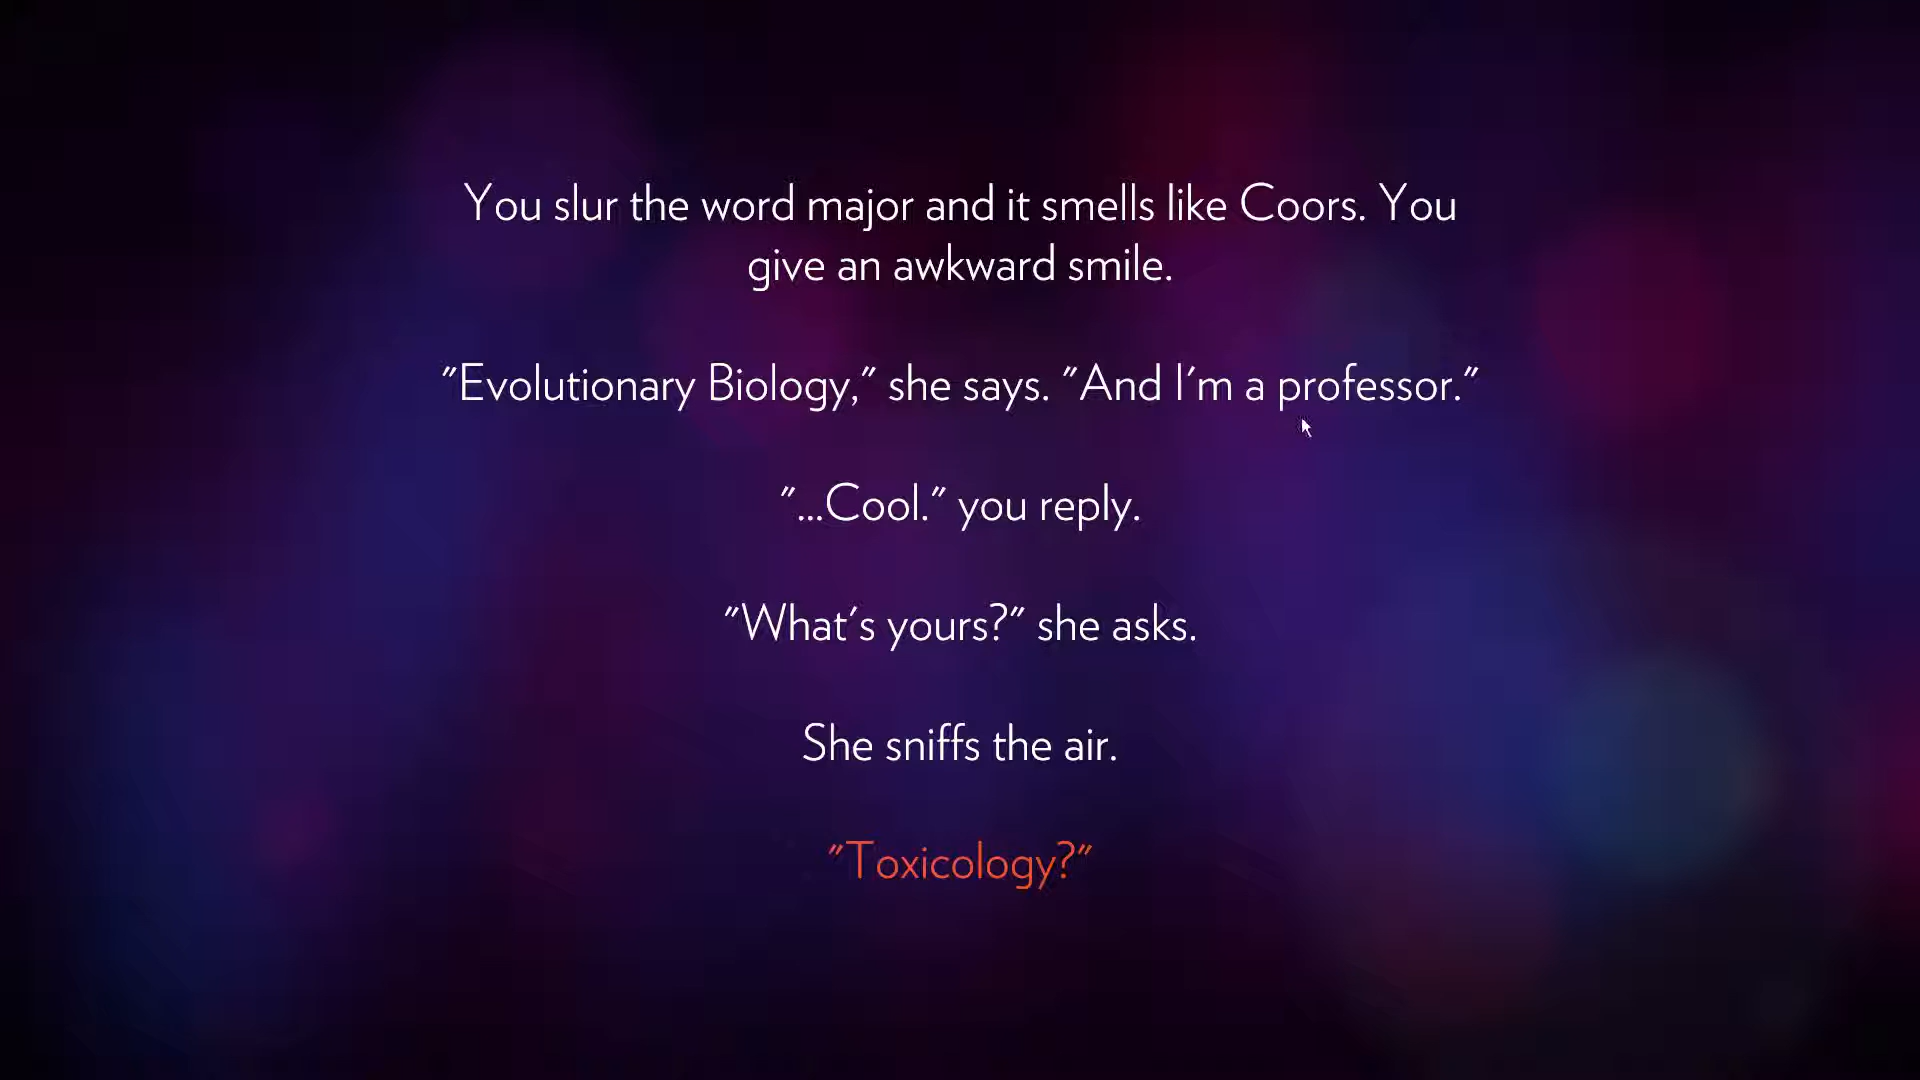 You slur the word major and it smells like Coors. You
give an awkward smile.
"Evolutionary Biology," she says. "And I'm a professor."
"...Cool." you reply.
"What's yours?" she asks.
She sniffs the air.
"Toxicology?"